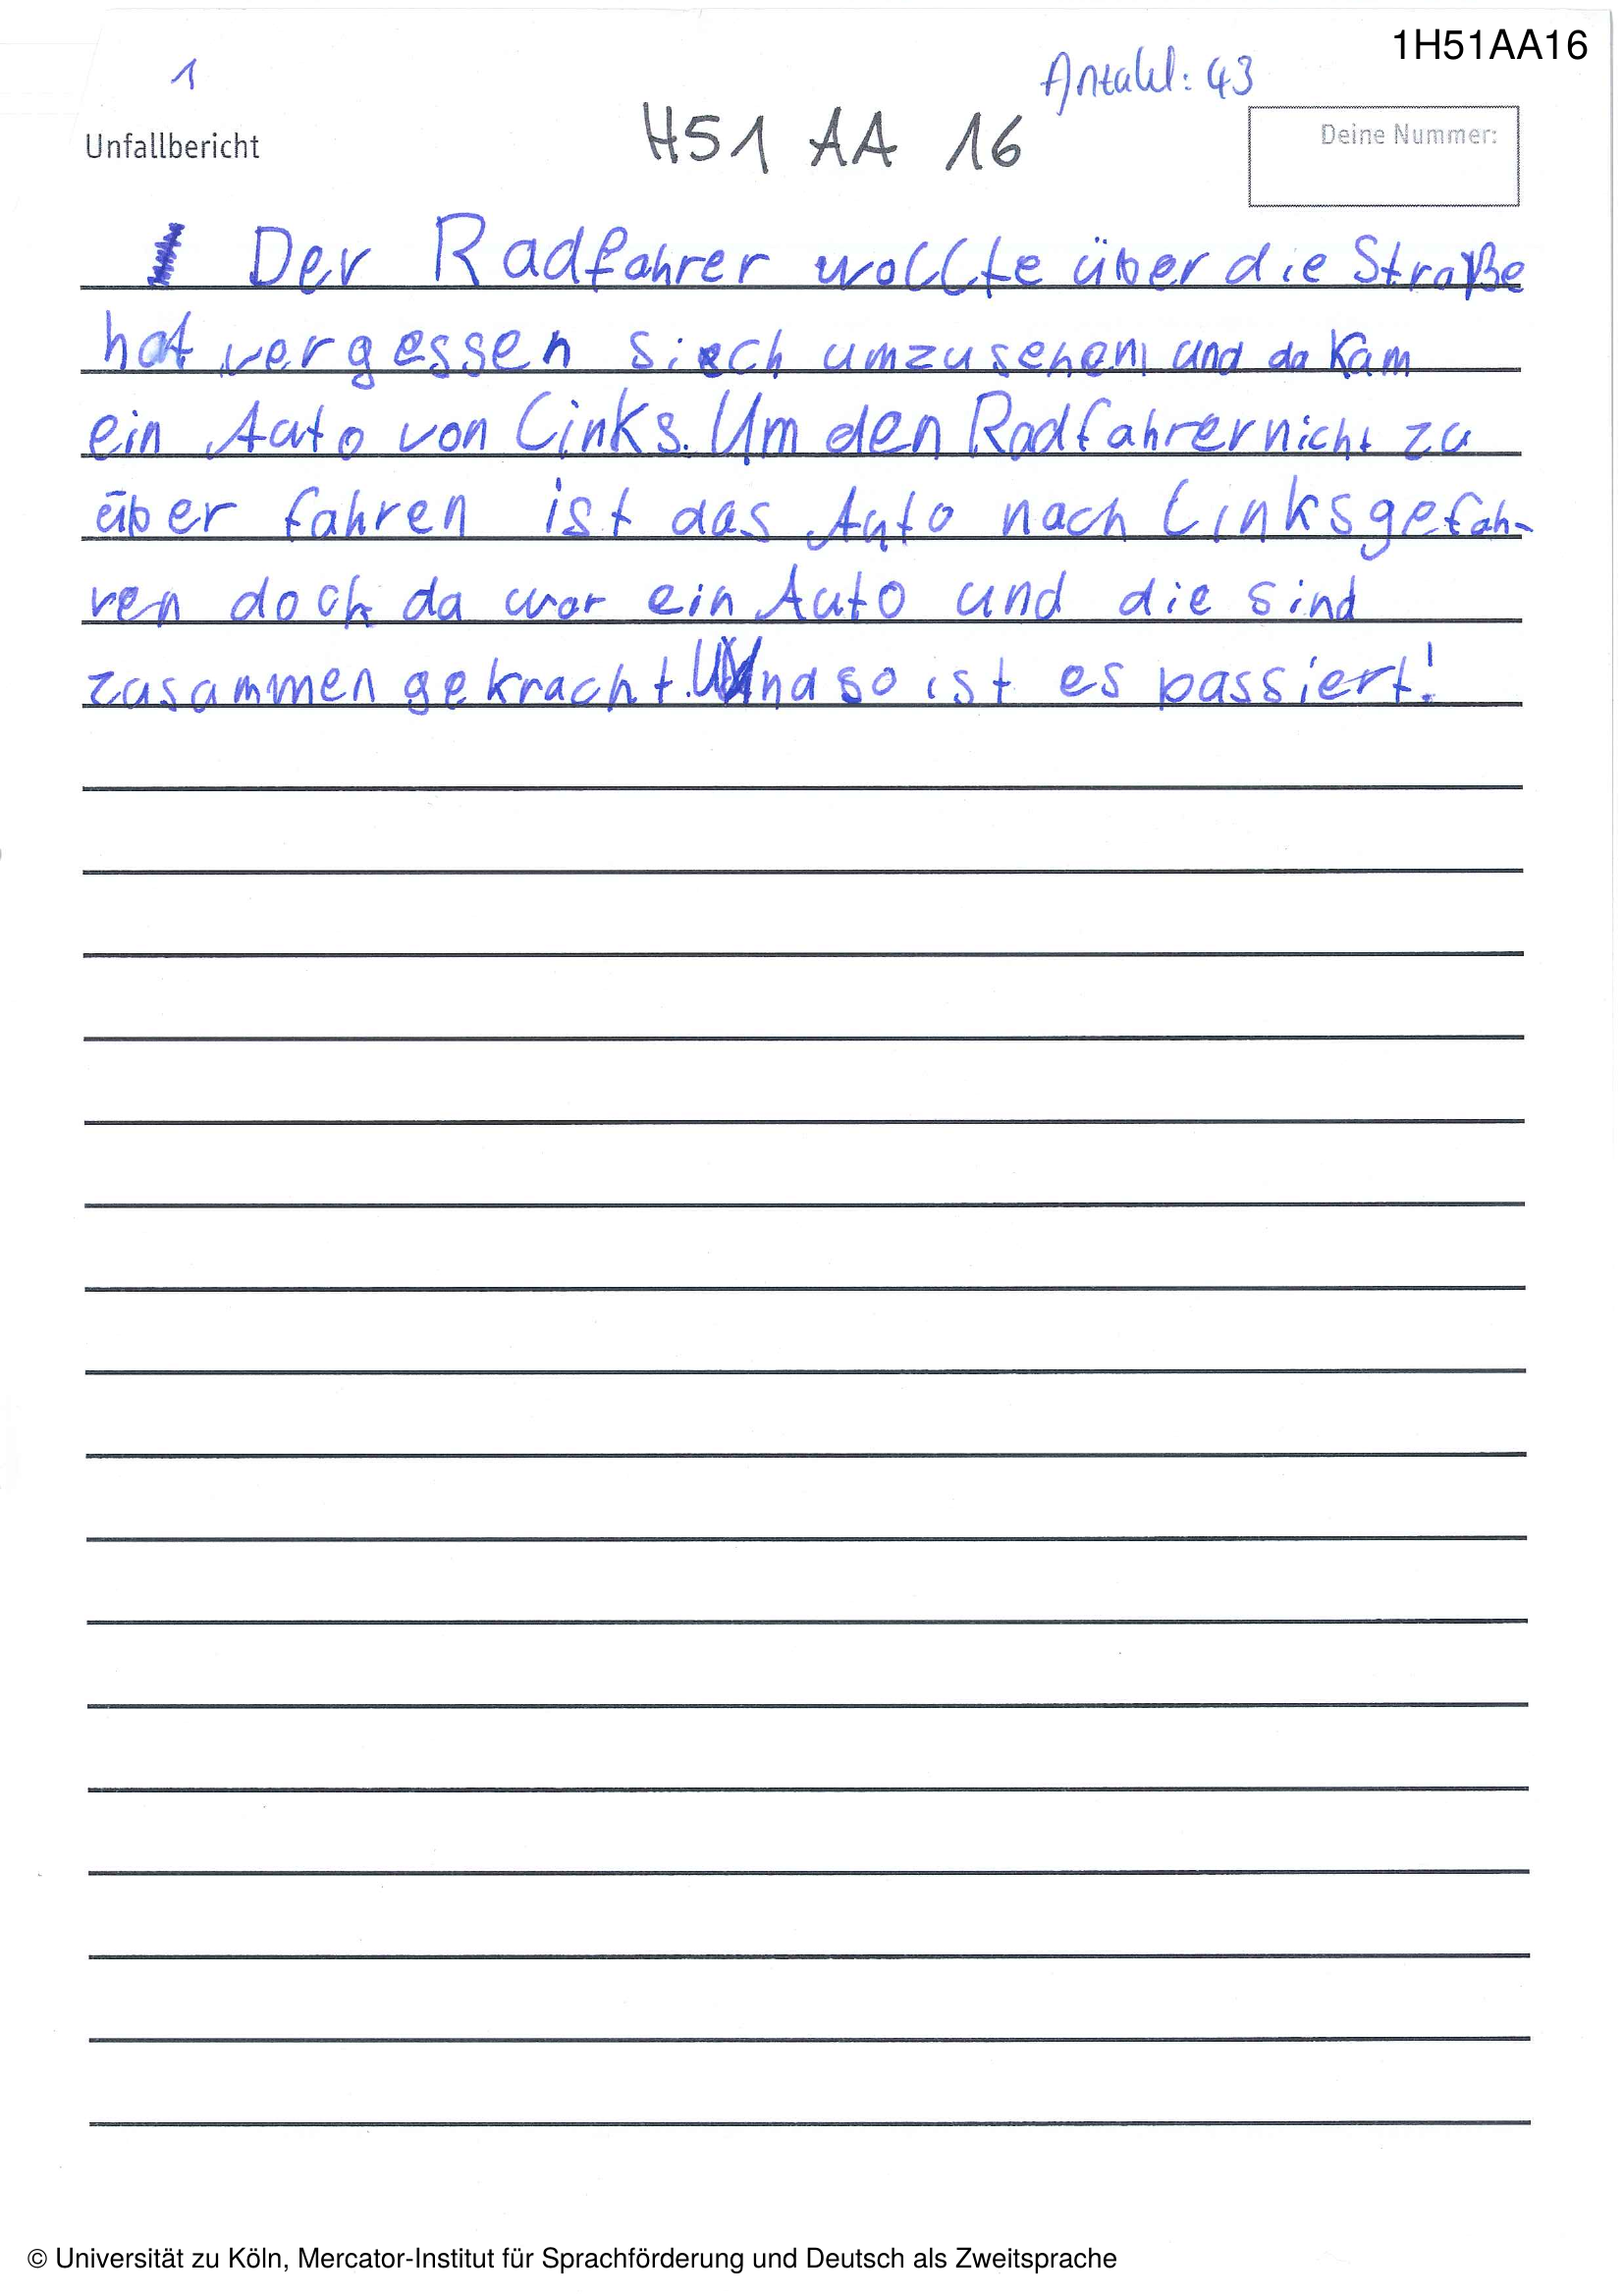 1H51AA16
1
Antahl: 43
Unfallbericht
H51 AA 16
Deine Nummer:
Der Radfahrer wollte über die Straße
hat vergessen siech umzusehen und da kam
ein Auto von Links. Um den Radfahrer nicht zu
über fahren ist das Auto nach Links gefah-
ren doch da war ein Auto und die sind
zusammen gekracht. Und so ist es passiert!
© Universität zu Köln, Mercator-Institut für Sprachförderung und Deutsch als Zweitsprache